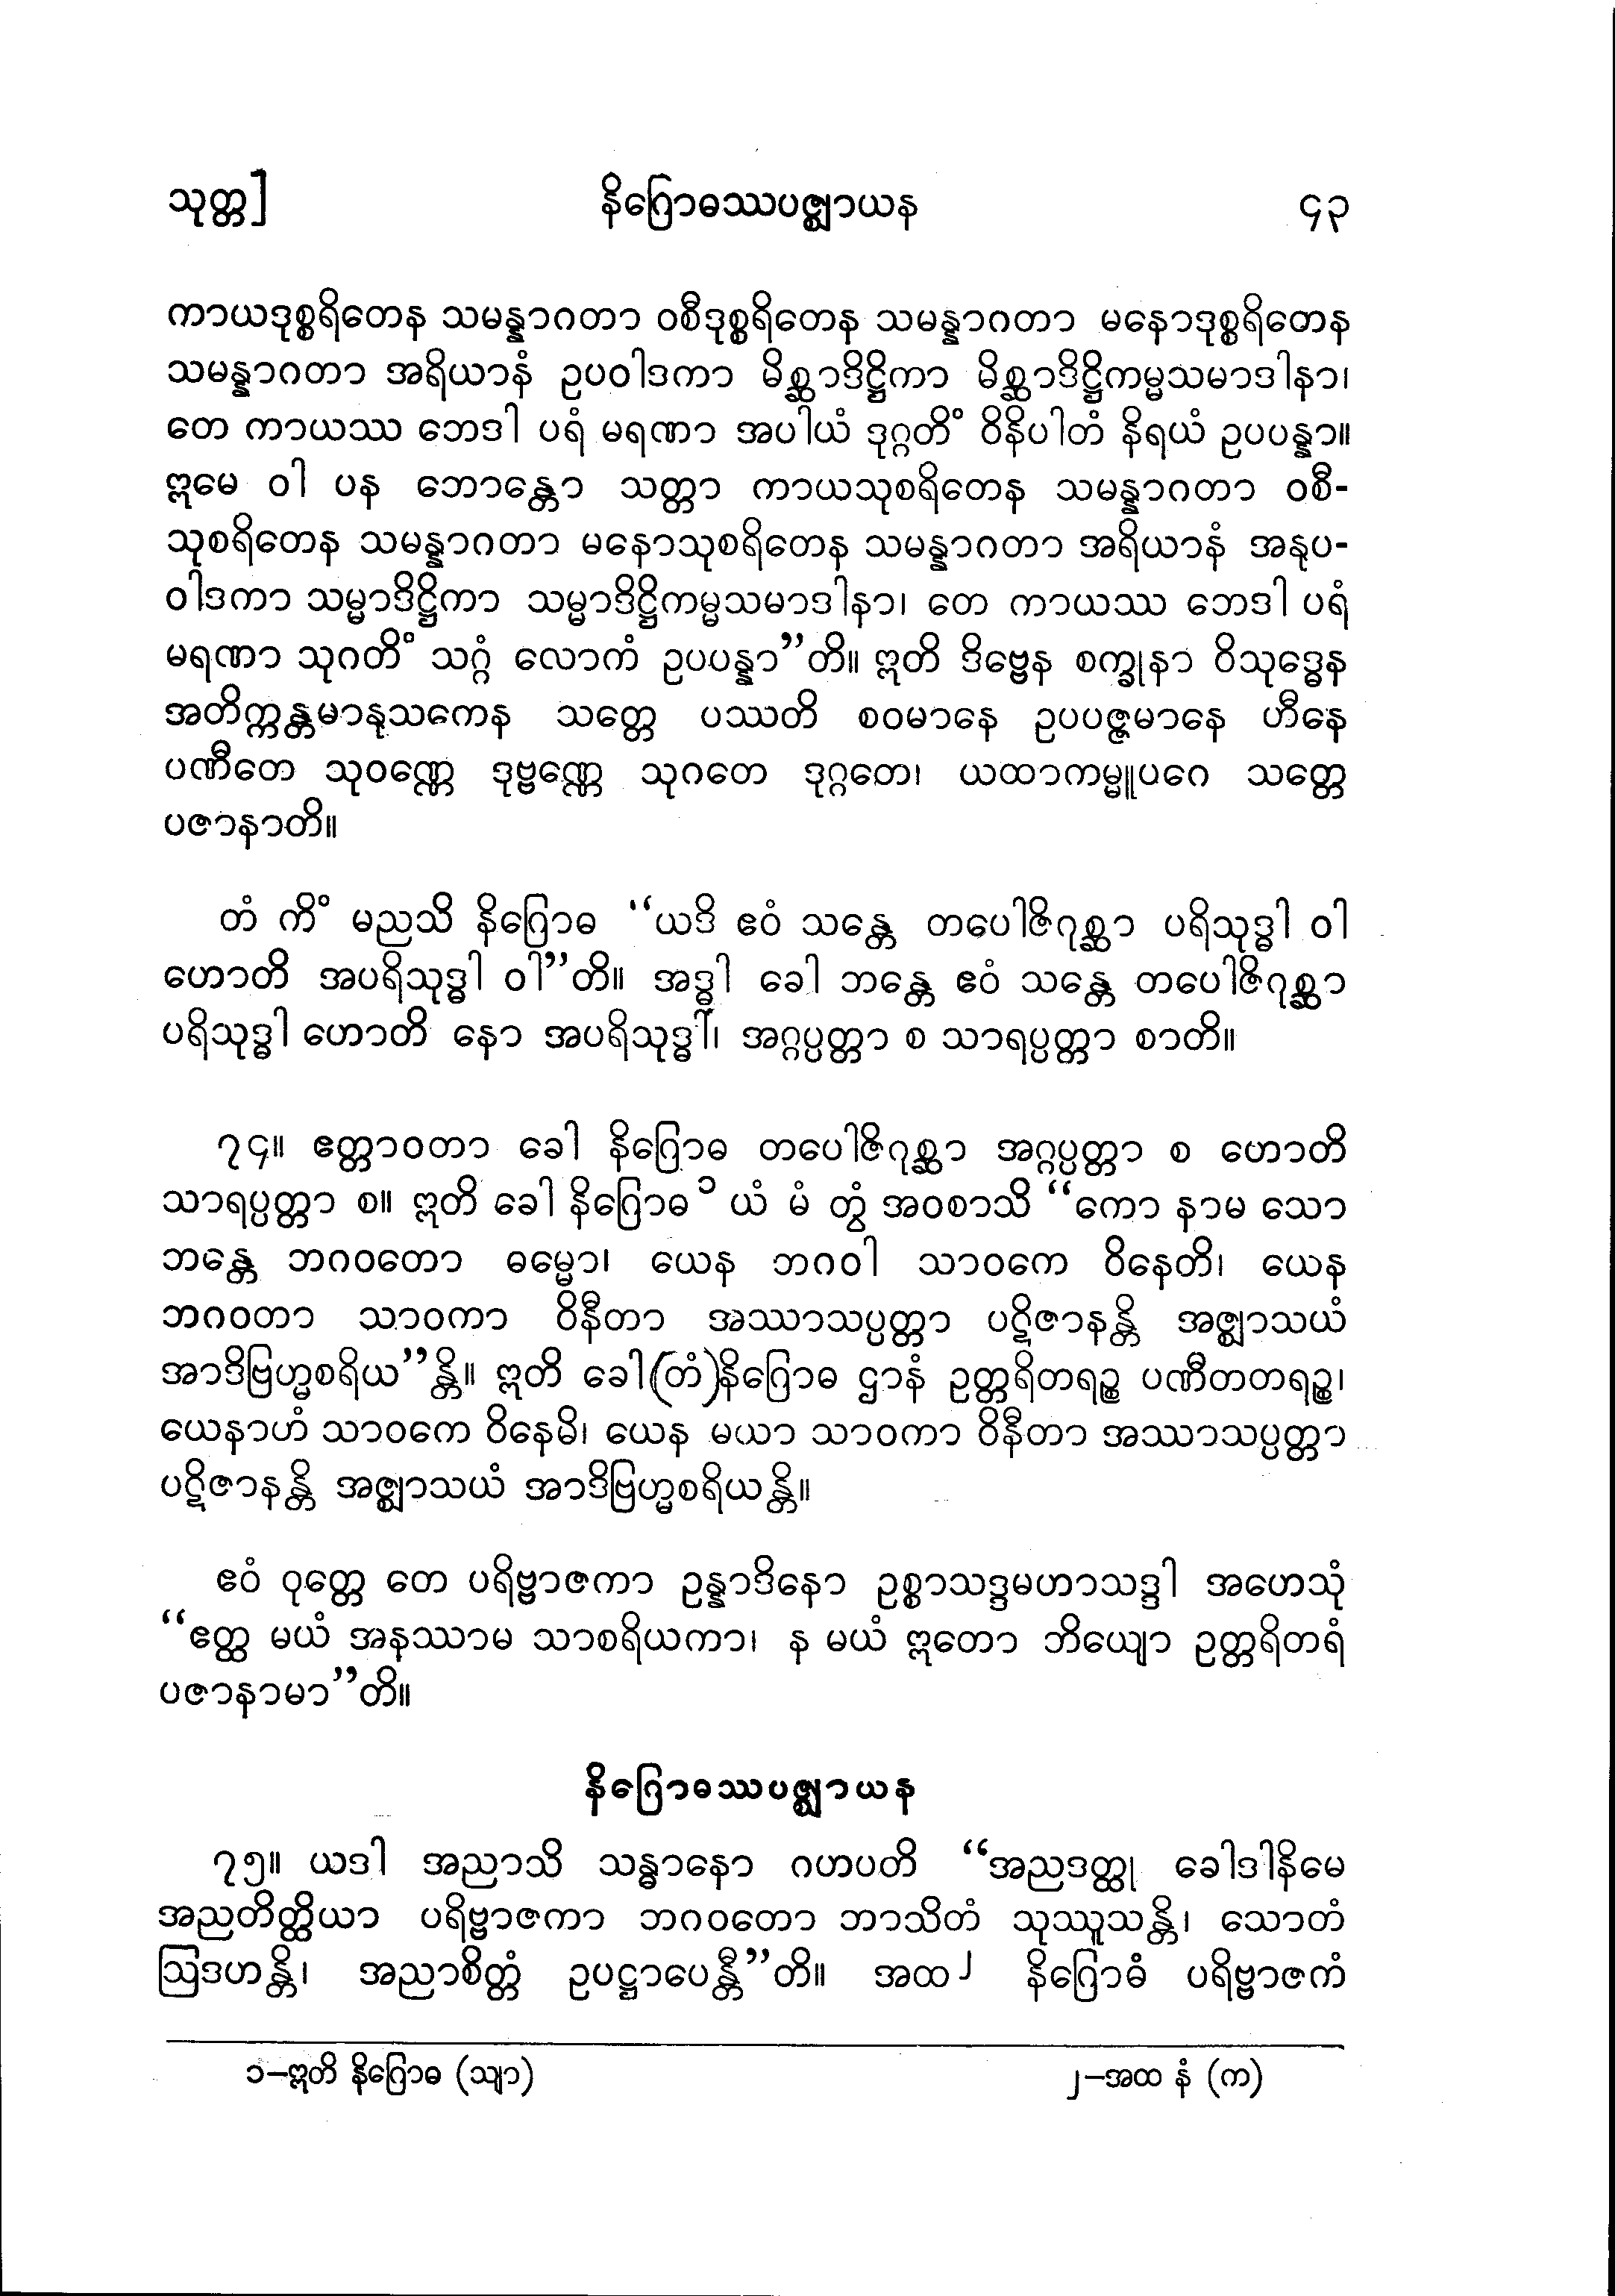 သုတ္တ] နိဂြောဓဿပဇ္ဈာယန ၄၃
ကာယဒုစ္စရိတေန သမန္နာဂတာ ဝစီဒုစ္စရိတေန သမန္နာဂတာ မနောဒုစ္စရိတေန
သမန္နာဂတာ အရိယာနံ ဥပဝါဒကာ မိစ္ဆာဒိဋ္ဌိကာ မိစ္ဆာဒိဋ္ဌိကမ္မသမာဒါနာ၊
တေ ကာယဿ ဘေဒါ ပရံ မရဏာ အပါယံ ဒုဂ္ဂတိံ ဝိနိပါတံ နိရယံ ဥပပန္နာ။
ဣမေ ဝါ ပန ဘောန္တော သတ္တာ ကာယသုစရိတေန သမန္နာဂတာ ဝစီ-
သုစရိတေန သမန္နာဂတာ မနောသုစရိတေန သမန္နာဂတာ အရိယာနံ အနုပ-
ဝါဒကာ သမ္မာဒိဋ္ဌိကာ သမ္မာဒိဋ္ဌိကမ္မသမာဒါနာ၊ တေ ကာယဿ ဘေဒါ ပရံ
မရဏာ သုဂတိံ သဂ္ဂံ လောကံ ဥပပန္နာ”တိ။ ဣတိ ဒိဗ္ဗေန စက္ခုနာ ဝိသုဒ္ဓေန
အတိက္ကန္တမာနုသကေန သတ္တေ ပဿတိ စဝမာနေ ဥပပဇ္ဇမာနေ ဟီနေ
ပဏီတေ သုဝဏ္ဏေ ဒုဗ္ဗဏ္ဏေ သုဂတေ ဒုဂ္ဂတေ၊ ယထာကမ္မူပဂေ သတ္တေ
ပဇာနာတိ။
တံ ကိံ မညသိ နိဂြောဓ “ယဒိ ဧဝံ သန္တေ တပေါဇိဂုစ္ဆာ ပရိသုဒ္ဓါ ဝါ
ဟောတိ အပရိသုဒ္ဓါ ဝါ”တိ။ အဒ္ဓါ ခေါ ဘန္တေ ဧဝံ သန္တေ တပေါဇိဂုစ္ဆာ
ပရိသုဒ္ဓါ ဟောတိ နော အပရိသုဒ္ဓါ၊ အဂ္ဂပ္ပတ္တာ စ သာရပ္ပတ္တာ စာတိ။
၇၄။ ဧတ္တာဝတာ ခေါ နိဂြောဓ တပေါဇိဂုစ္ဆာ အဂ္ဂပ္ပတ္တာ စ ဟောတိ
သာရပ္ပတ္တာ စ။ ဣတိ ခေါ နိဂြောဓ ၁ ယံ မံ တွံ အဝစာသိ “ကော နာမ သော
ဘန္တေ ဘဂဝတော ဓမ္မော၊ ယေန ဘဂဝါ သာဝကေ ဝိနေတိ၊ ယေန
ဘဂဝတာ သာဝကာ ဝိနီတာ အဿာသပ္ပတ္တာ ပဋိဇာနန္တိ အဇ္ဈာသယံ
အာဒိဗြဟ္မစရိယ”န္တိ။ ဣတိ ခေါ(တံ)နိဂြောဓ ဌာနံ ဥတ္တရိတရဉ္စ ပဏီတတရဉ္စ၊
ယေနာဟံ သာဝကေ ဝိနေမိ၊ ယေန မယာ သာဝကာ ဝိနီတာ အဿာသပ္ပတ္တာ
ပဋိဇာနန္တိ အဇ္ဈာသယံ အာဒိဗြဟ္မစရိယန္တိ။
ဧဝံ ဝုတ္တေ တေ ပရိဗ္ဗာဇကာ ဥန္နာဒိနော ဥစ္စာသဒ္ဒမဟာသဒ္ဒါ အဟေသုံ
“ဧတ္ထ မယံ အနဿာမ သာစရိယကာ၊ န မယံ ဣတော ဘိယျော ဥတ္တရိတရံ
ပဇာနာမာ”တိ။
နိဂြောဓဿပဇ္ဈာယန
၇၅။ ယဒါ အညာသိ သန္ဓာနော ဂဟပတိ “အညဒတ္ထု ခေါဒါနိမေ
အညတိတ္ထိယာ ပရိဗ္ဗာဇကာ ဘဂဝတော ဘာသိတံ သုဿူသန္တိ၊ သောတံ
ဩဒဟန္တိ၊ အညာစိတ္တံ ဥပဋ္ဌာပေန္တီ”တိ။ အထ ၂ နိဂြောဓံ ပရိဗ္ဗာဇကံ
၁–ဣတိ နိဂြောဓ (သျာ) ၂–အထ နံ (က)